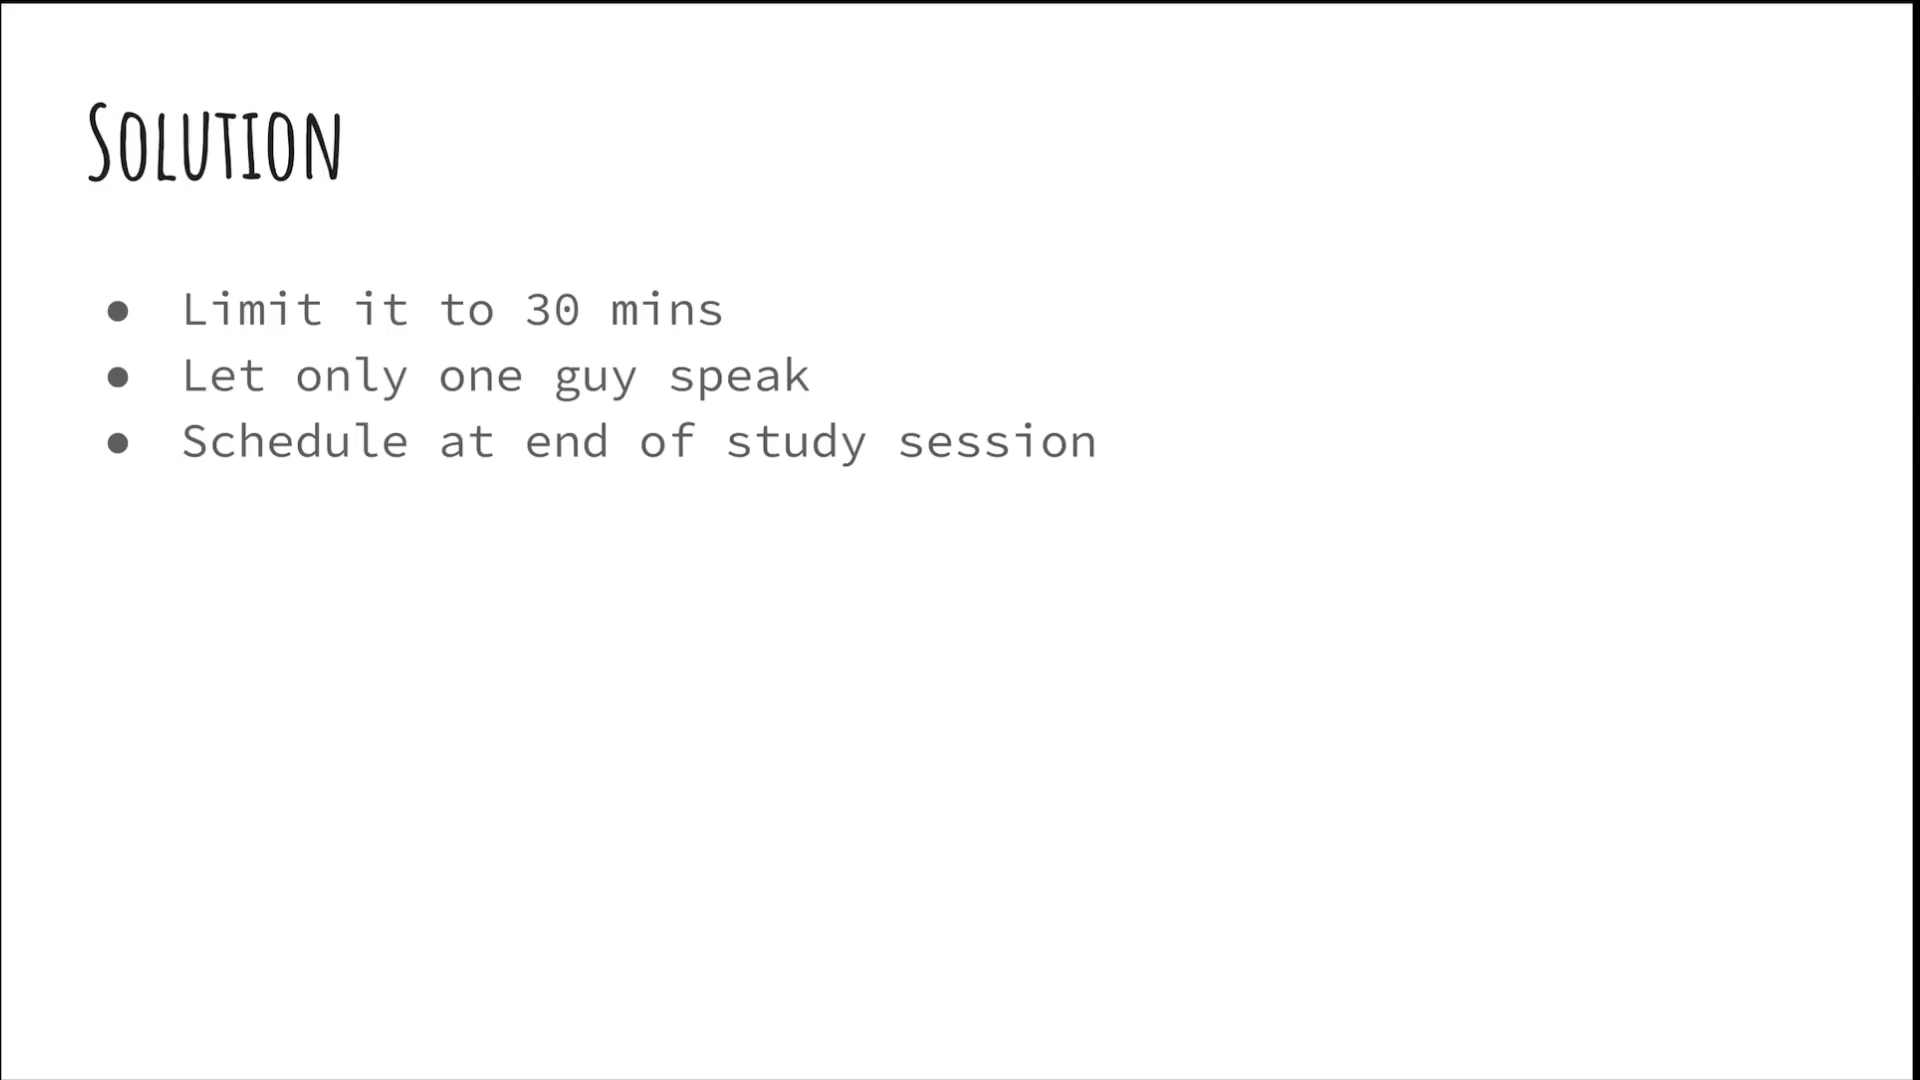 Solution
● Limit it to 30 mins
● Let only one guy speak
● Schedule at end of study session